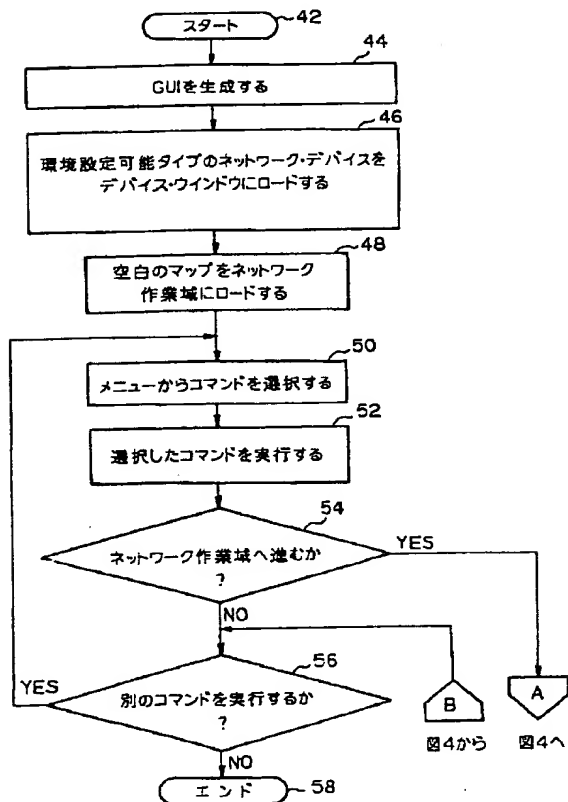 スタート
42
44
GUIを生成する
46
環境設定可能タイプのネットワーク・デバイスを
デバイス・ウインドウにロードする
48
空白のマップをネットワーク
作業域にロードする
50
メニューからコマンドを選択する
52
選択したコマンドを実行する
54
ネットワーク作業域へ進むか
?
YES
NO
56
YES
別のコマンドを実行するか
?
B
A
図4から
図4へ
NO
エンド
58